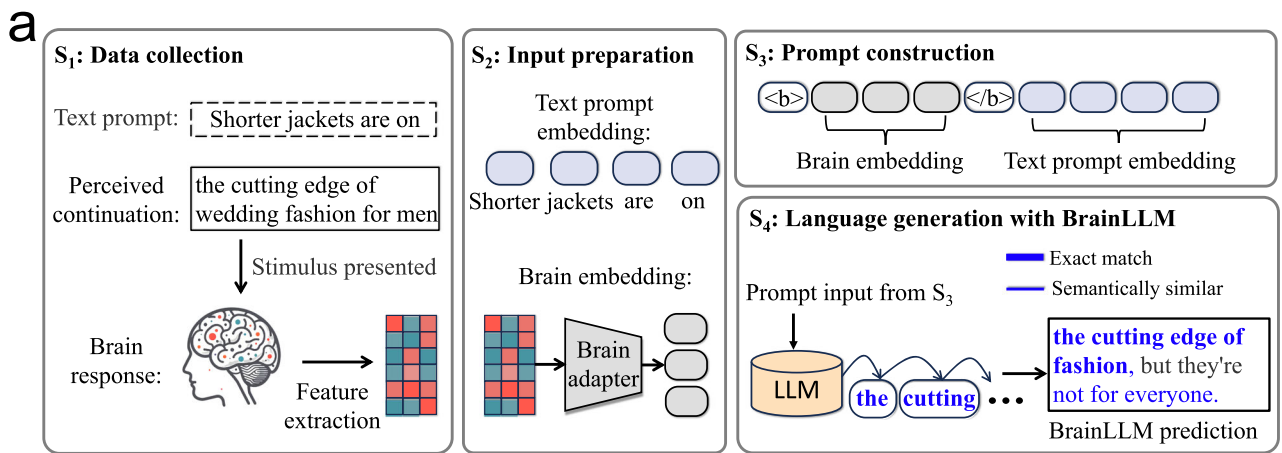 a
S₁: Data collection
Text prompt:
Shorter jackets are on
Perceived
continuation:
the cutting edge of
wedding fashion for men
Stimulus presented
Brain
response:
Feature
extraction
S₂: Input preparation
Text prompt
embedding:
Shorter jackets are on
Brain embedding:
Brain
adapter
S₃: Prompt construction
<b>
</b>
Brain embedding
Text prompt embedding
S₄: Language generation with BrainLLM
Exact match
Semantically similar
Prompt input from S₃
LLM
the
cutting
...
the cutting edge of
fashion, but they're
not for everyone.
BrainLLM prediction